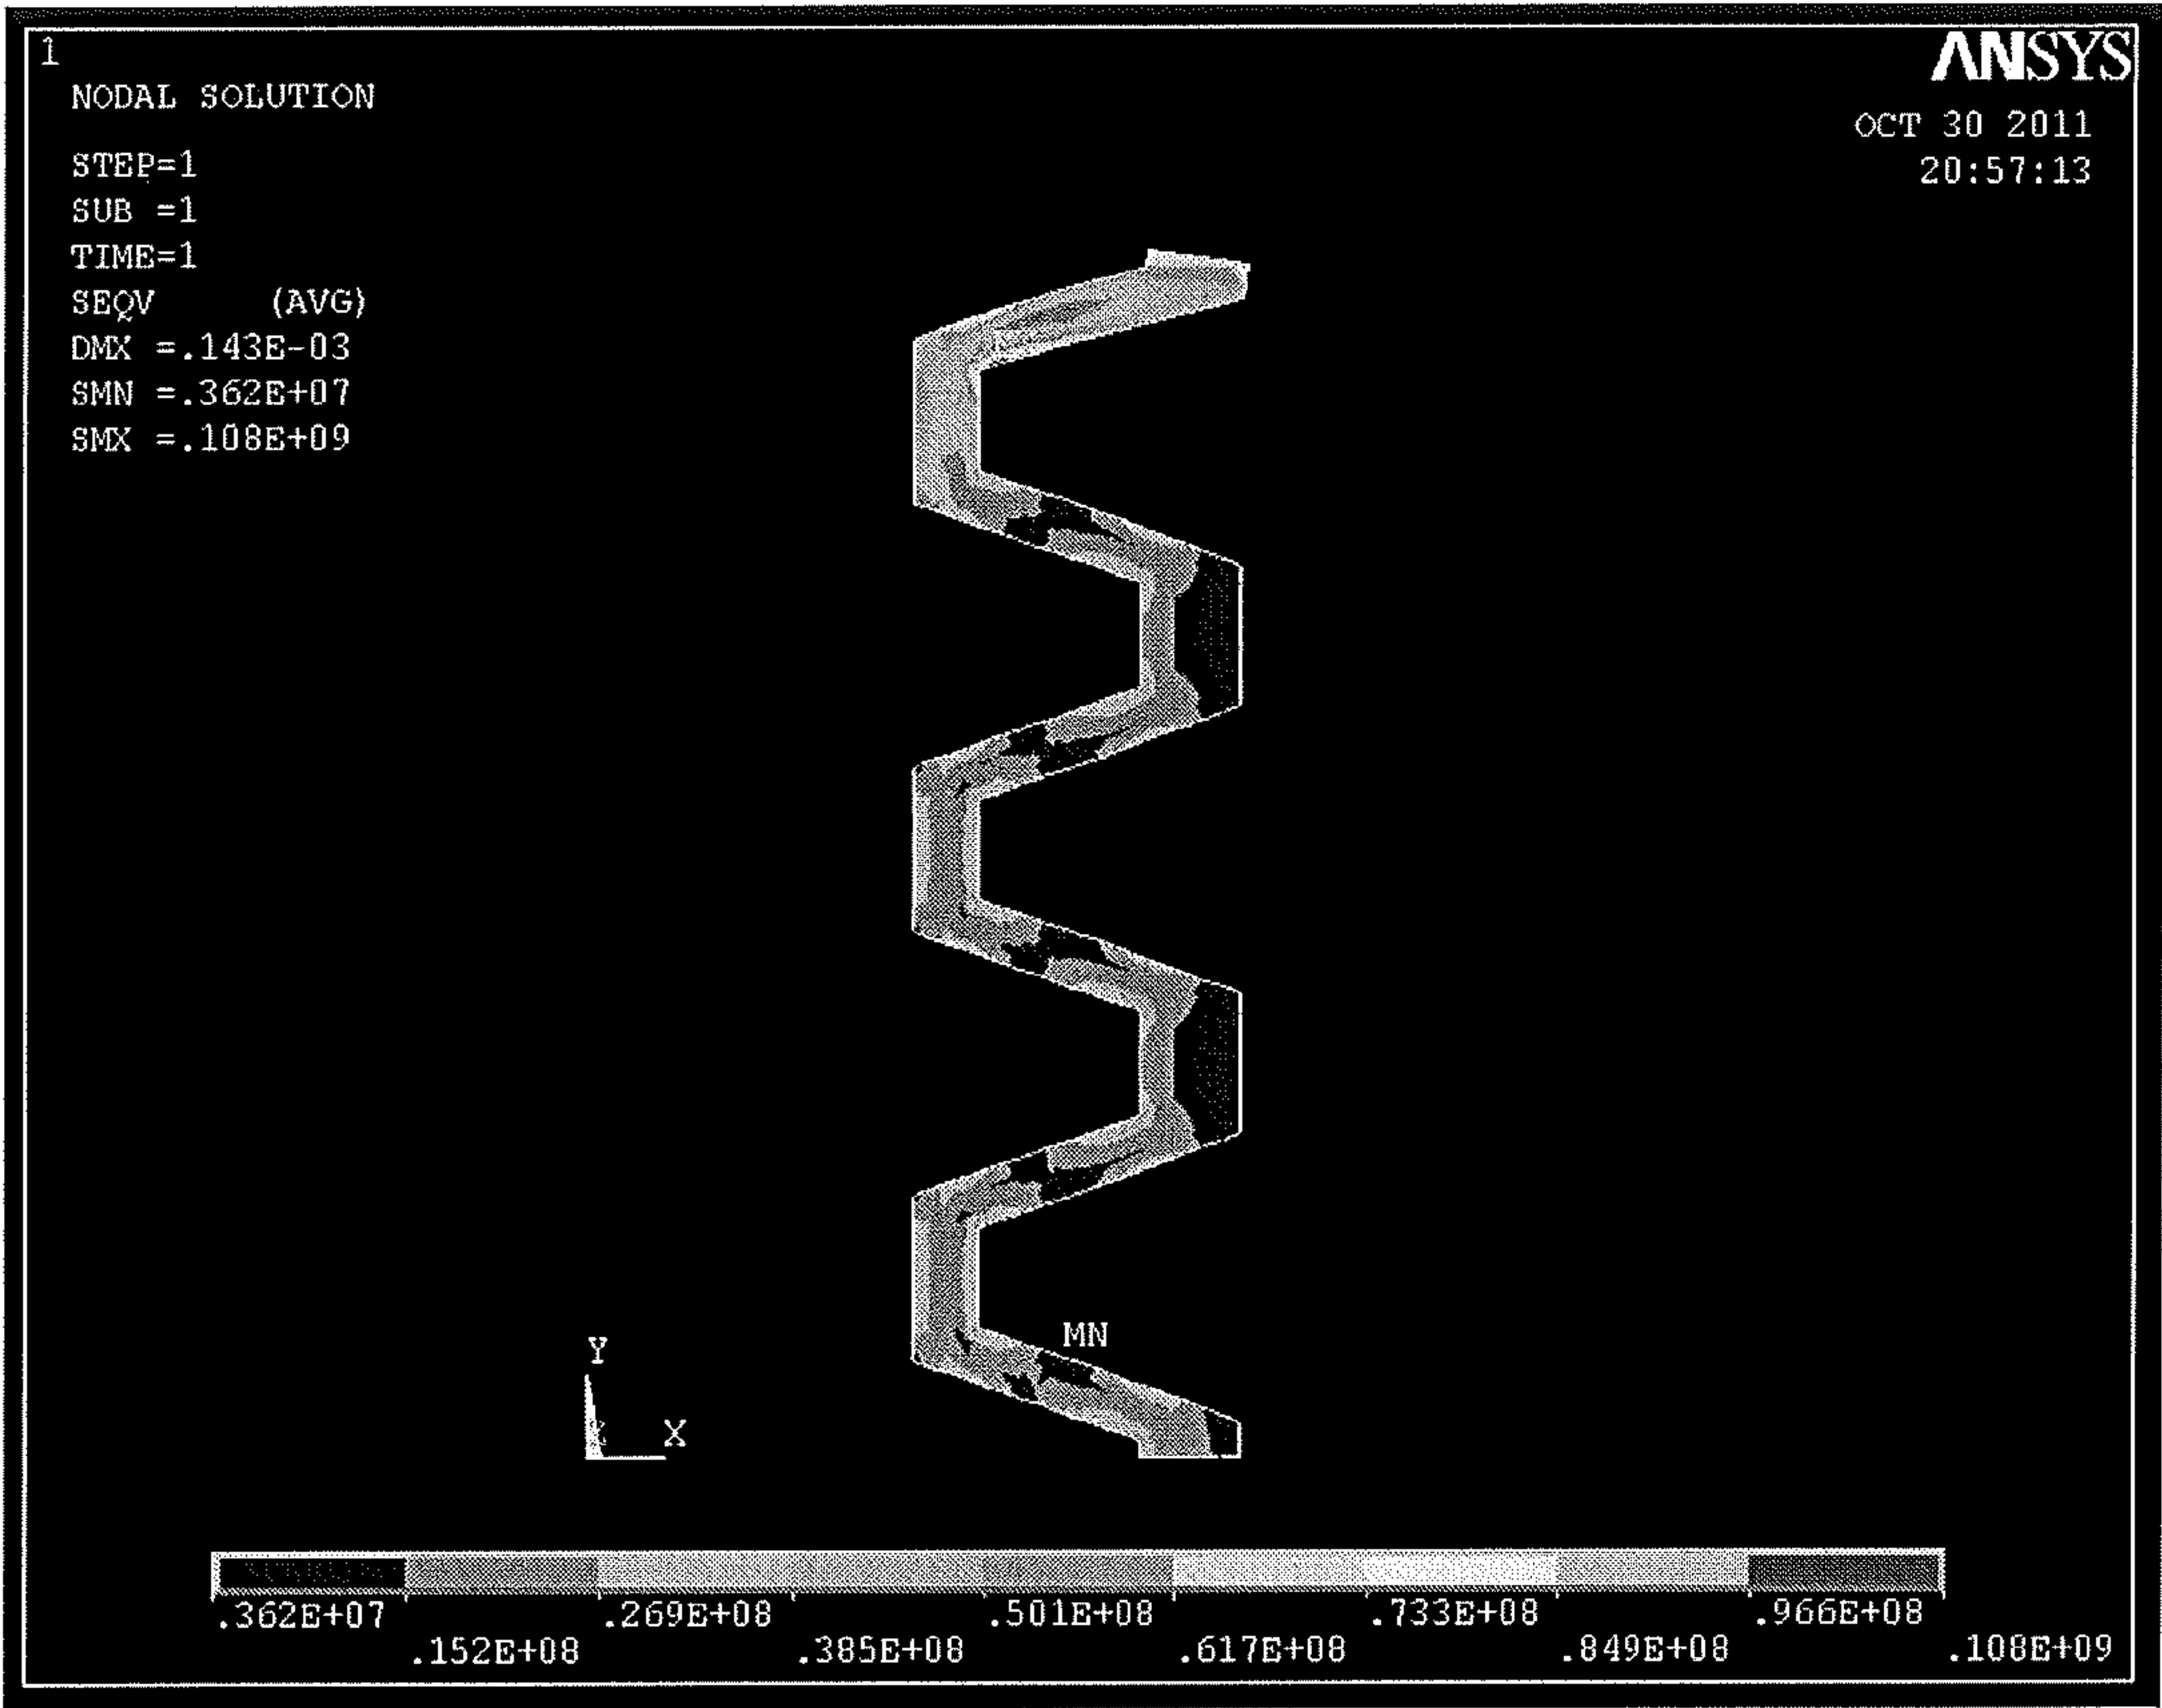 1
ANSYS
NODAL SOLUTION
OCT 30 2011
20:57:13
STEP=1
SUB =1
TIME=1
SEQV (AVG)
DMX =.143E-03
SMN =.362E+07
SMX =.108E+09
MN
Y
X
.362E+07 .269E+08 .501E+08 .733E+08 .966E+08
.152E+08 .385E+08 .617E+08 .849E+08 .108E+09